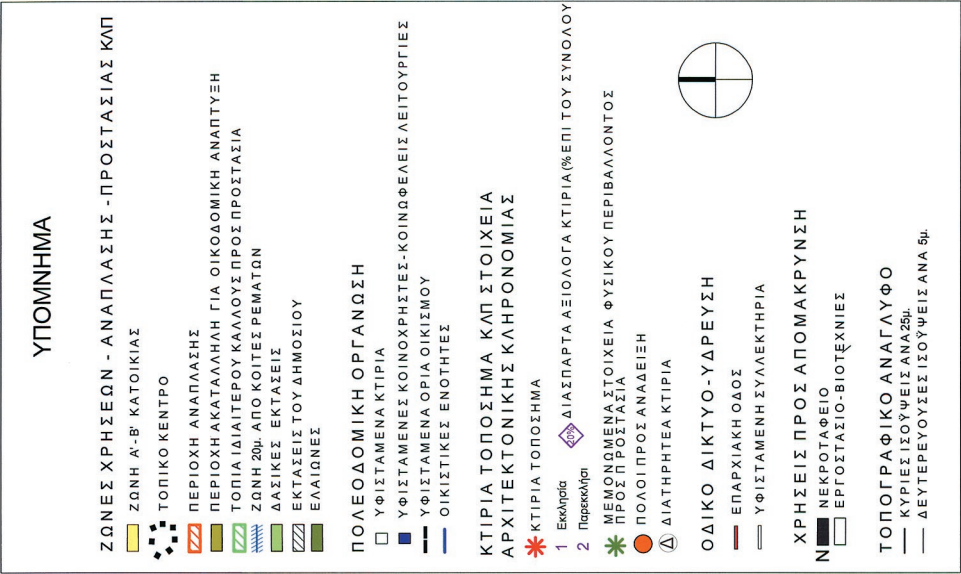 ΥΠΟΜΝΗΜΑ
ΖΩΝΕΣ ΧΡΗΣΕΩΝ - ΑΝΑΠΛΑΣΗΣ - ΠΡΟΣΤΑΣΙΑΣ ΚΛΠ
ΖΩΝΗ Α'- Β' ΚΑΤΟΙΚΙΑΣ
ΤΟΠΙΚΟ ΚΕΝΤΡΟ
ΠΕΡΙΟΧΗ ΑΝΑΠΛΑΣΗΣ
ΠΕΡΙΟΧΗ ΑΚΑΤΑΛΛΗΛΗ ΓΙΑ ΟΙΚΟΔΟΜΙΚΗ ΑΝΑΠΤΥΞΗ
ΤΟΠΙΑ ΙΔΙΑΙΤΕΡΟΥ ΚΑΛΛΟΥΣ ΠΡΟΣ ΠΡΟΣΤΑΣΙΑ
ΖΩΝΗ 20μ. ΑΠΟ ΚΟΙΤΕΣ ΡΕΜΑΤΩΝ
ΔΑΣΙΚΕΣ ΕΚΤΑΣΕΙΣ
ΕΚΤΑΣΕΙΣ ΤΟΥ ΔΗΜΟΣΙΟΥ
ΕΛΑΙΩΝΕΣ
ΠΟΛΕΟΔΟΜΙΚΗ ΟΡΓΑΝΩΣΗ
ΥΦΙΣΤΑΜΕΝΑ ΚΤΙΡΙΑ
ΥΦΙΣΤΑΜΕΝΕΣ ΚΟΙΝΟΧΡΗΣΤΕΣ-ΚΟΙΝΩΦΕΛΕΙΣ ΛΕΙΤΟΥΡΓΙΕΣ
ΥΦΙΣΤΑΜΕΝΑ ΟΡΙΑ ΟΙΚΙΣΜΟΥ
ΟΙΚΙΣΤΙΚΕΣ ΕΝΟΤΗΤΕΣ
ΚΤΙΡΙΑ ΤΟΠΟΣΗΜΑ ΚΛΠ ΣΤΟΙΧΕΙΑ
ΑΡΧΙΤΕΚΤΟΝΙΚΗΣ ΚΛΗΡΟΝΟΜΙΑΣ
ΚΤΙΡΙΑ ΤΟΠΟΣΗΜΑ
1 Εκκλησία
2 Παρεκκλήσι
20% ΔΙΑΣΠΑΡΤΑ ΑΞΙΟΛΟΓΑ ΚΤΙΡΙΑ (% ΕΠΙ ΤΟΥ ΣΥΝΟΛΟΥ
ΜΕΜΟΝΩΜΕΝΑ ΣΤΟΙΧΕΙΑ ΦΥΣΙΚΟΥ ΠΕΡΙΒΑΛΛΟΝΤΟΣ
ΠΡΟΣ ΠΡΟΣΤΑΣΙΑ
ΠΟΛΟΙ ΠΡΟΣ ΑΝΑΔΕΙΞΗ
Δ ΔΙΑΤΗΡΗΤΕΑ ΚΤΙΡΙΑ
ΟΔΙΚΟ ΔΙΚΤΥΟ-ΥΔΡΕΥΣΗ
ΕΠΑΡΧΙΑΚΗ ΟΔΟΣ
ΥΦΙΣΤΑΜΕΝΗ ΣΥΛΛΕΚΤΗΡΙΑ
ΧΡΗΣΕΙΣ ΠΡΟΣ ΑΠΟΜΑΚΡΥΝΣΗ
Ν ΝΕΚΡΟΤΑΦΕΙΟ
ΕΡΓΟΣΤΑΣΙΟ-ΒΙΟΤΕΧΝΙΕΣ
ΤΟΠΟΓΡΑΦΙΚΟ ΑΝΑΓΛΥΦΟ
ΚΥΡΙΕΣ ΙΣΟΫΨΕΙΣ ΑΝΑ 25μ.
ΔΕΥΤΕΡΕΥΟΥΣΕΣ ΙΣΟΫΨΕΙΣ ΑΝΑ 5μ.